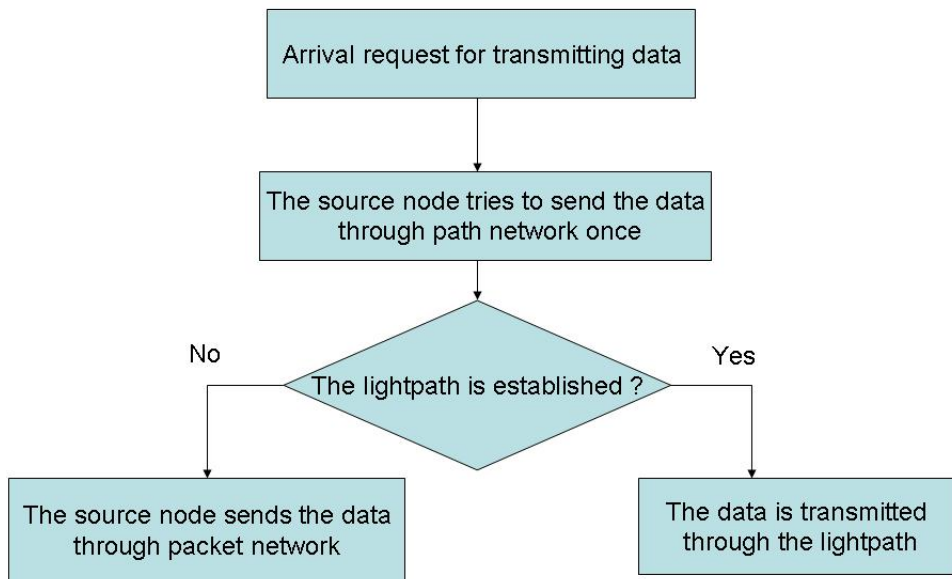 Arrival request for transmitting data
The source node tries to send the data
through path network once
No
Yes
The lightpath is established ?
The source node sends the data
through packet network
The data is transmitted
through the lightpath